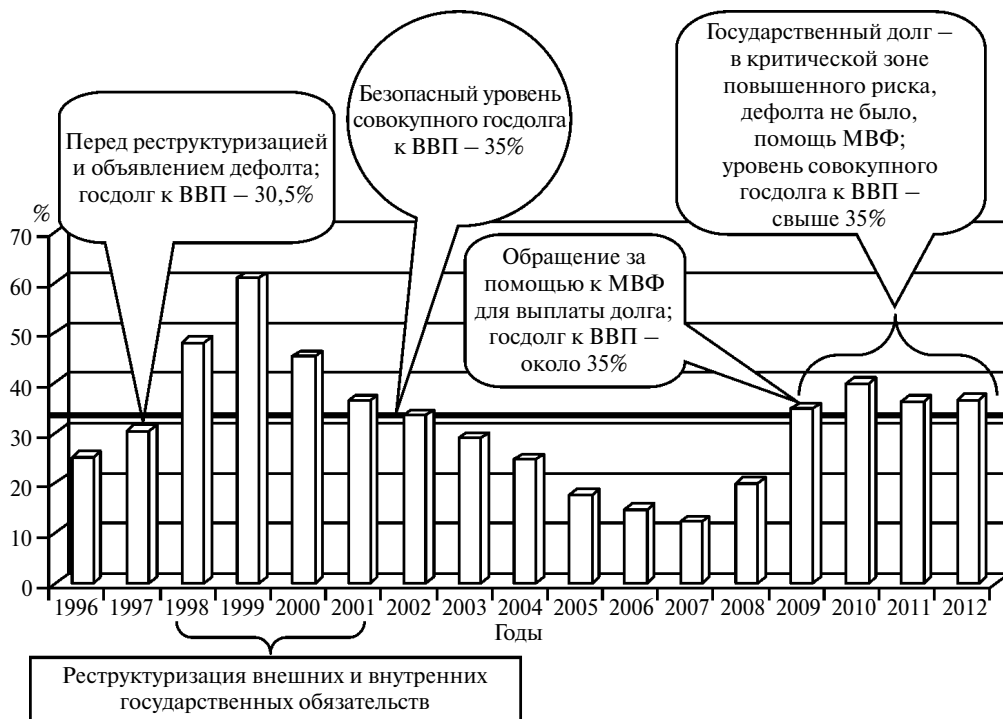 Государственный долг –
в критической зоне
повышенного риска,
дефолта не было,
помощь МВФ;
уровень совокупного
госдолга к ВВП –
свыше 35%
Безопасный уровень
совокупного госдолга
к ВВП – 35%
Перед реструктуризацией
и объявлением дефолта;
госдолг к ВВП – 30,5%
Обращение за
помощью к МВФ
для выплаты долга;
госдолг к ВВП –
около 35%
%
70
60
50
40
30
20
10
0
1996 1997 1998 1999 2000 2001 2002 2003 2004 2005 2006 2007 2008 2009 2010 2011 2012
Годы
Реструктуризация внешних и внутренних
государственных обязательств